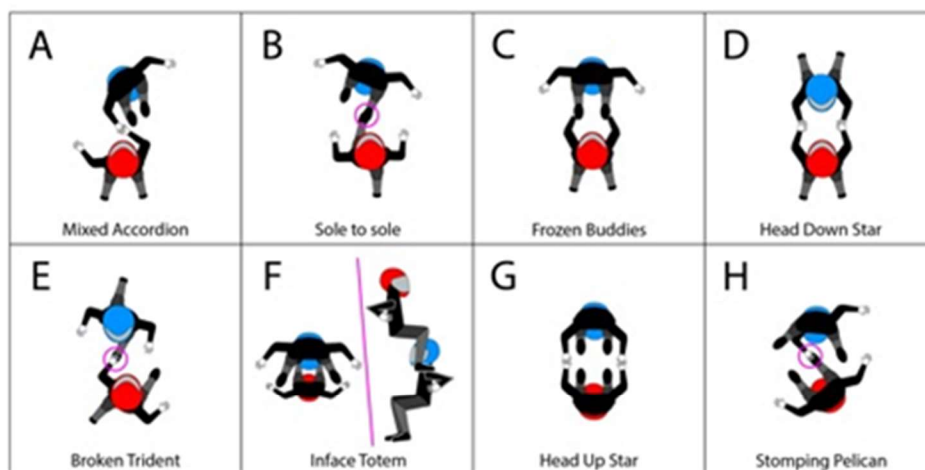 A
Mixed Accordion
B
Sole to sole
C
Frozen Buddies
D
Head Down Star
E
Broken Trident
F
Inface Totem
G
Head Up Star
H
Stomping Pelican